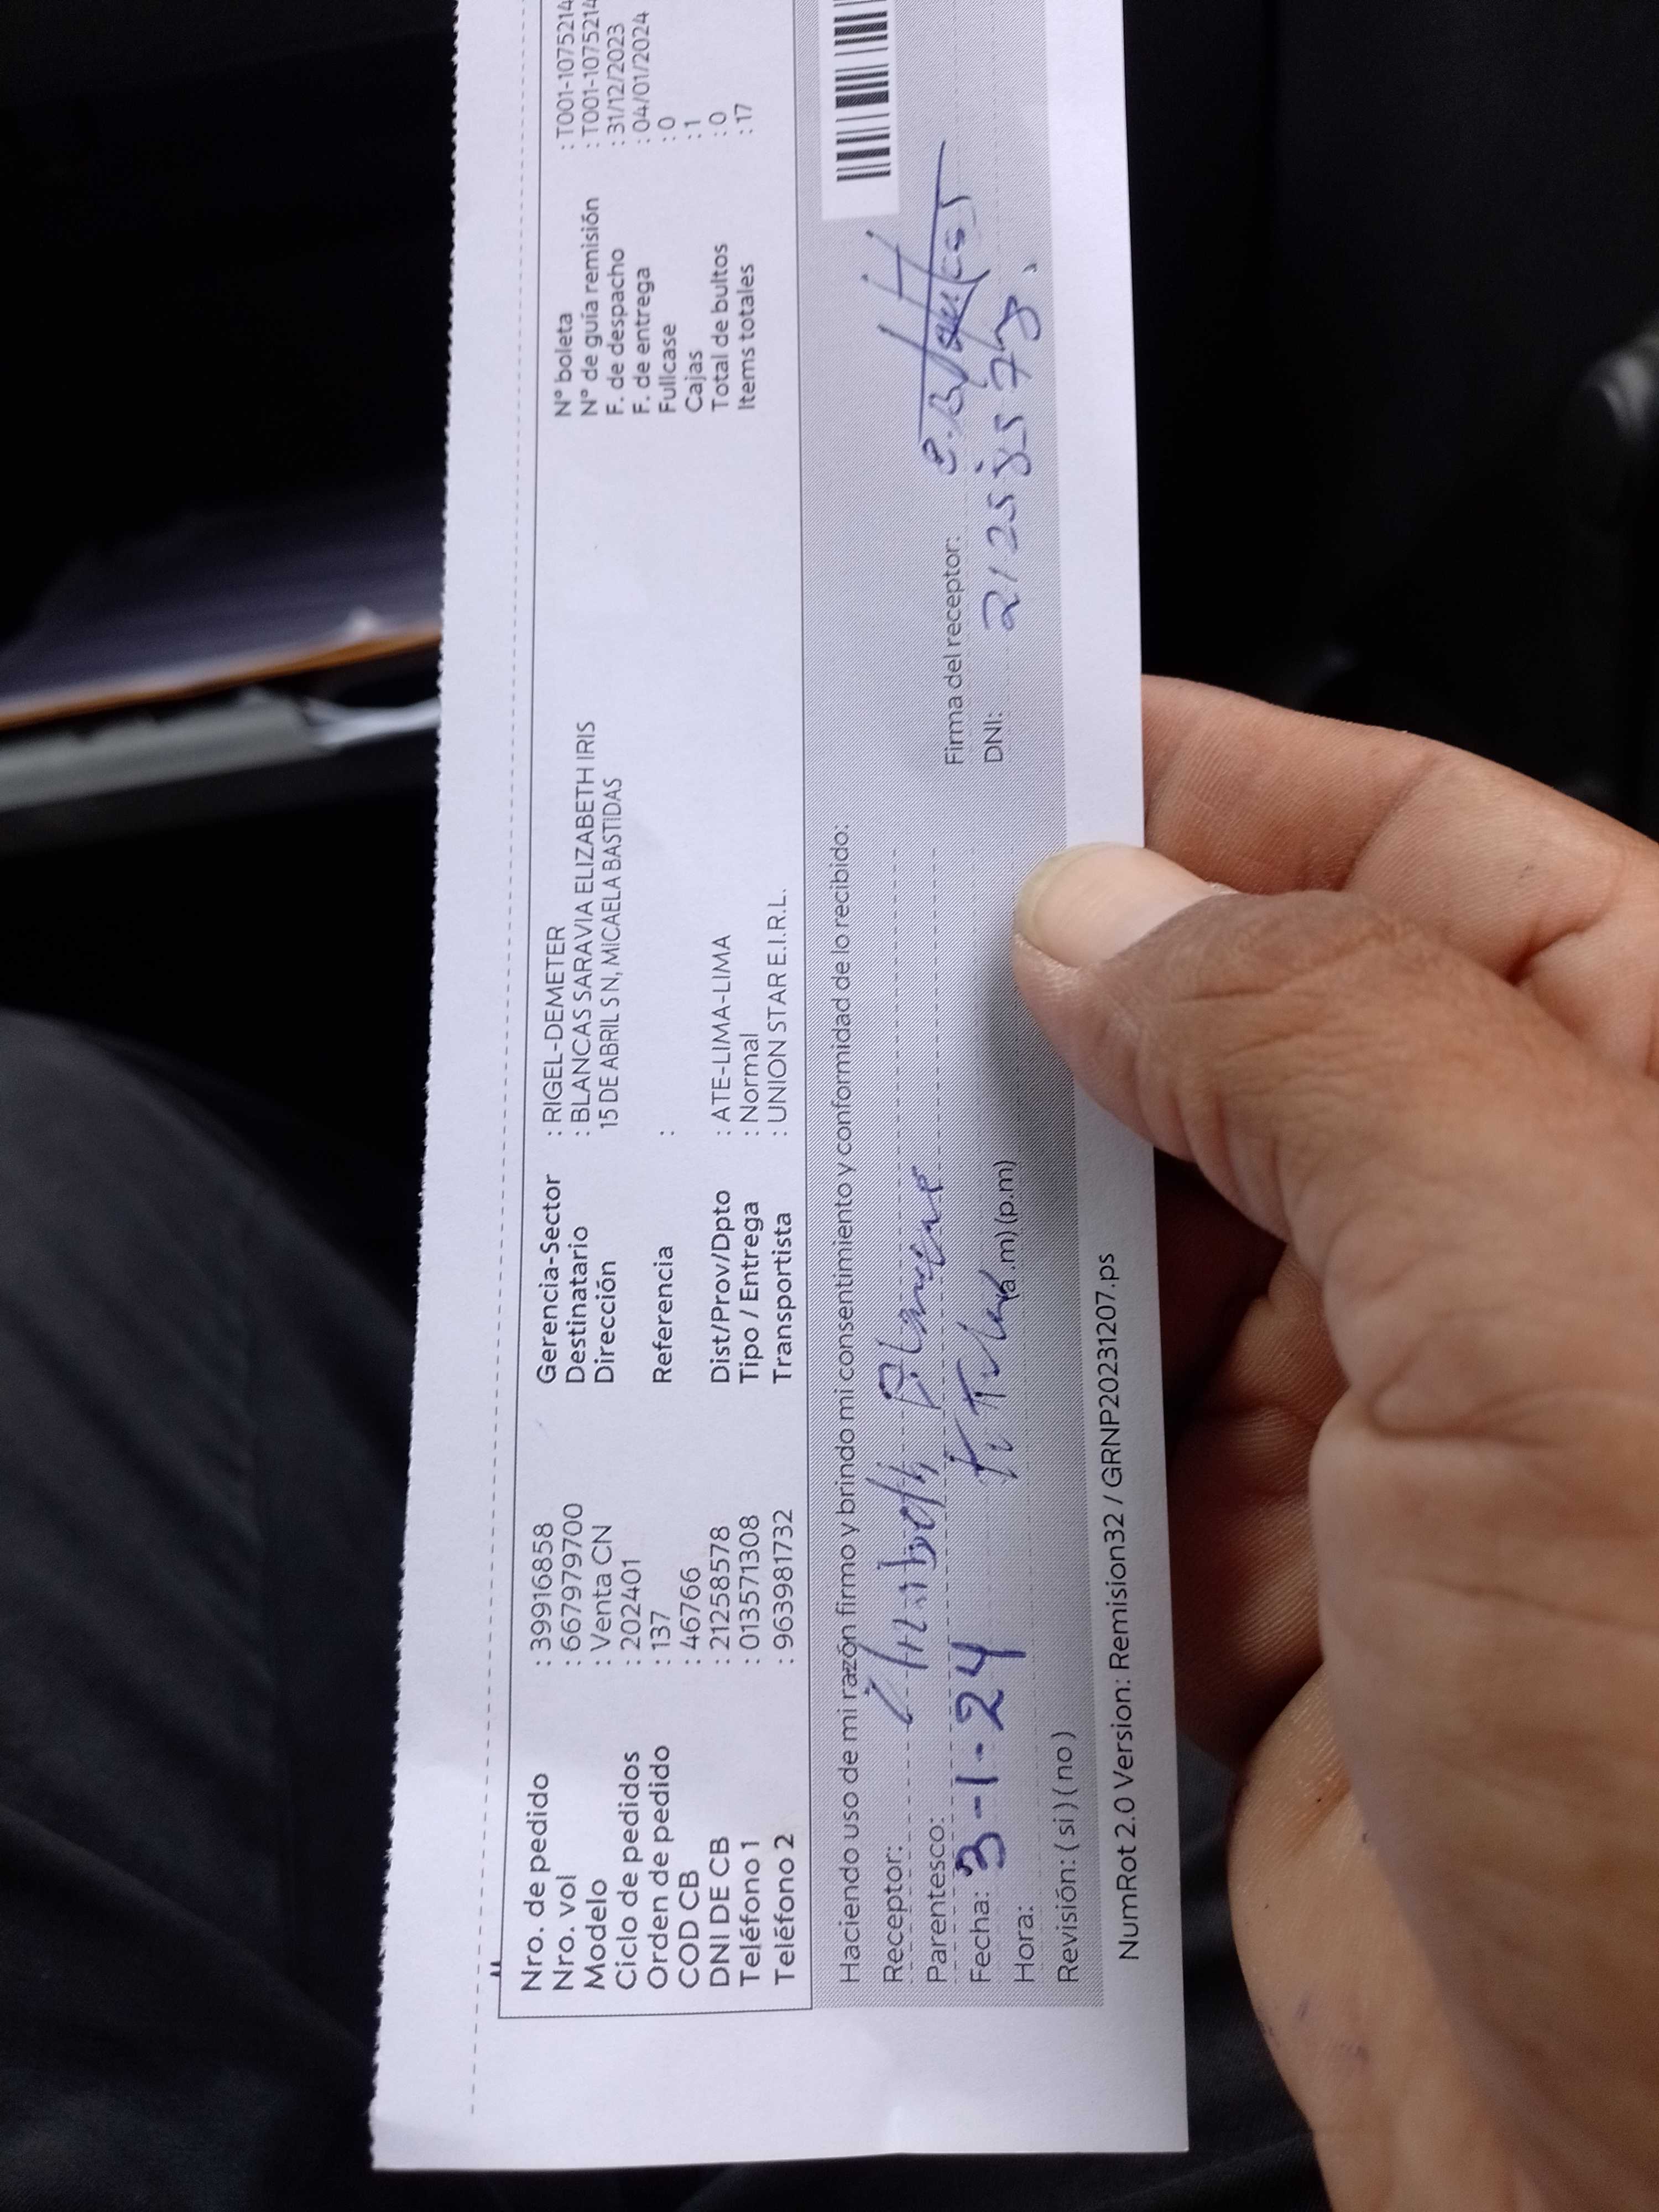 Nro. de pedido : 39916858
Nro. vol : 667979700
Modelo : Venta CN
Ciclo de pedidos : 202401
Orden de pedido : 137
COD CB : 46766
DNI DE CB : 21258578
Teléfono 1 : 013571308
Teléfono 2 : 963981732
Gerencia-Sector : RIGEL-DEMETER
Destinatario : BLANCAS SARAVIA ELIZABETH IRIS
Dirección 15 DE ABRIL S N, MICAELA BASTIDAS
Referencia :
Dist/Prov/Dpto : ATE-LIMA-LIMA
Tipo / Entrega : Normal
Transportista : UNION STAR E.I.R.L.
N° boleta : T001-1075214
N° de guía remisión : T001-1075214
F. de despacho : 31/12/2023
F. de entrega : 04/01/2024
Fullcase : 0
Cajas : 1
Total de bultos : 0
Items totales : 17
Haciendo uso de mi razón firmo y brindo mi consentimiento y conformidad de lo recibido:
Receptor:
Parentesco:
Fecha: 3-1-24
Hora: (a.m)(p.m)
Revisión: ( si ) ( no )
Firma del receptor:
DNI: 21258578
NumRot 2.0 Version: Remision32 / GRNP20231207.ps